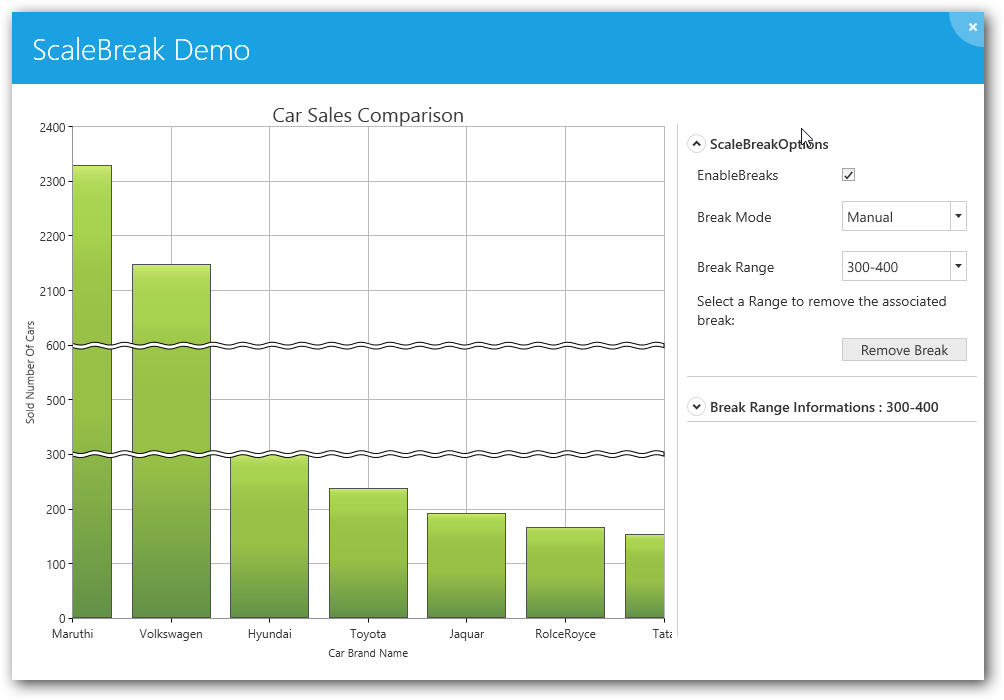 ScaleBreak Demo
Car Sales Comparison
2400
2300
2200
2100
600
500
300
200
100
0
Sold Number Of Cars
Maruthi Volkswagen Hyundai Toyota Jaquar RolceRoyce Tata
Car Brand Name
ScaleBreakOptions
EnableBreaks
Break Mode Manual
Break Range 300-400
Select a Range to remove the associated
break:
Remove Break
Break Range Informations : 300-400